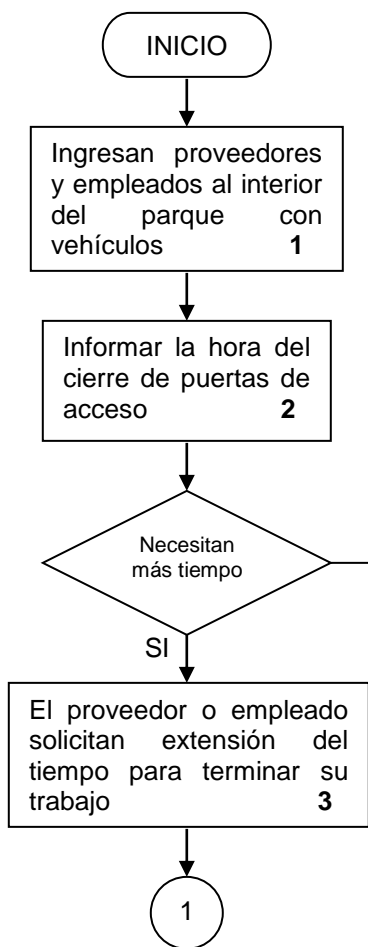 INICIO
Ingresan proveedores
y empleados al interior
del parque con
vehículos 1
Informar la hora del
cierre de puertas de
acceso 2
Necesitan
más tiempo
SI
El proveedor o empleado
solicitan extensión del
tiempo para terminar su
trabajo 3
1